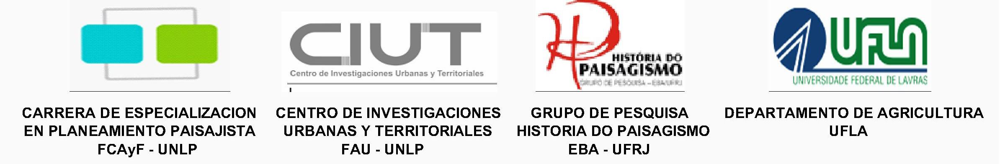 CIUT
Centro de Investigaciones Urbanas y Territoriales
HISTÓRIA DO
PAISAGISMO
GRUPO DE PESQUISA – EBA/UFRJ
UFLA
UNIVERSIDADE FEDERAL DE LAVRAS
CARRERA DE ESPECIALIZACION
EN PLANEAMIENTO PAISAJISTA
FCAyF - UNLP
CENTRO DE INVESTIGACIONES
URBANAS Y TERRITORIALES
FAU - UNLP
GRUPO DE PESQUISA
HISTORIA DO PAISAGISMO
EBA - UFRJ
DEPARTAMENTO DE AGRICULTURA
UFLA